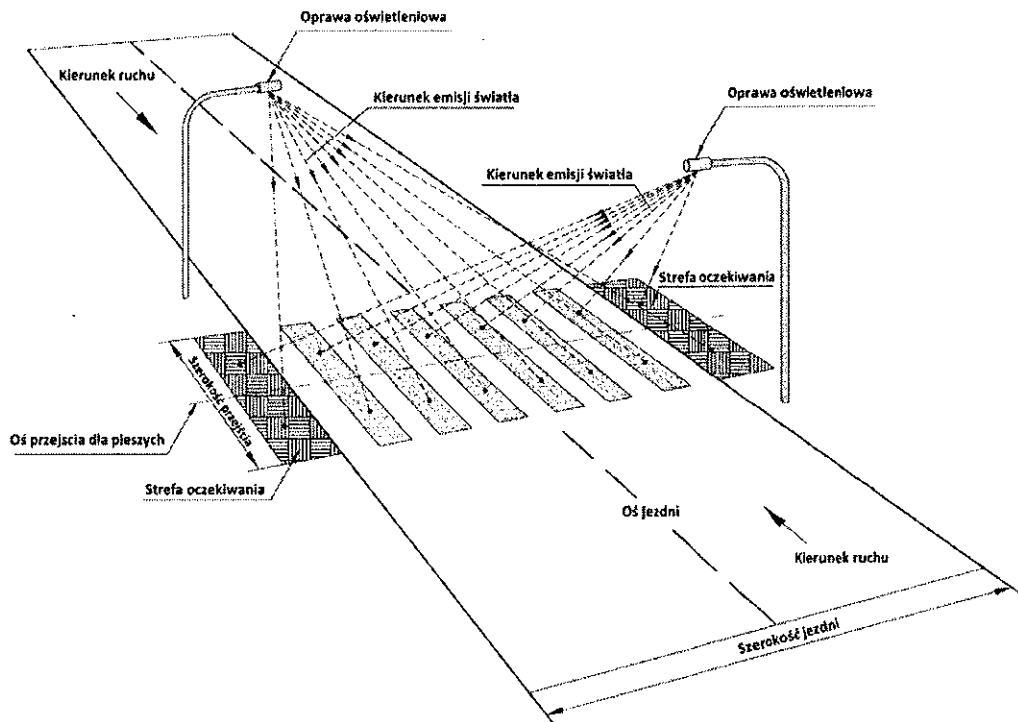 Oprawa oświetleniowa
Kierunek ruchu
Kierunek emisji światła
Oprawa oświetleniowa
Kierunek emisji światła
Strefa oczekiwania
Szerokość przejścia
Oś przejscia dla pieszych
Strefa oczekiwania
Oś jezdni
Kierunek ruchu
Szerokość jezdni